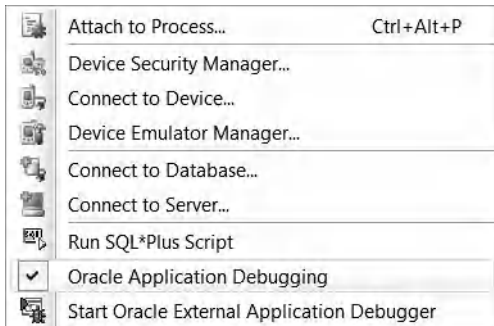 Attach to Process... Ctrl+Alt+P
Device Security Manager...
Connect to Device...
Device Emulator Manager...
Connect to Database...
Connect to Server...
Run SQL*Plus Script
Oracle Application Debugging
Start Oracle External Application Debugger